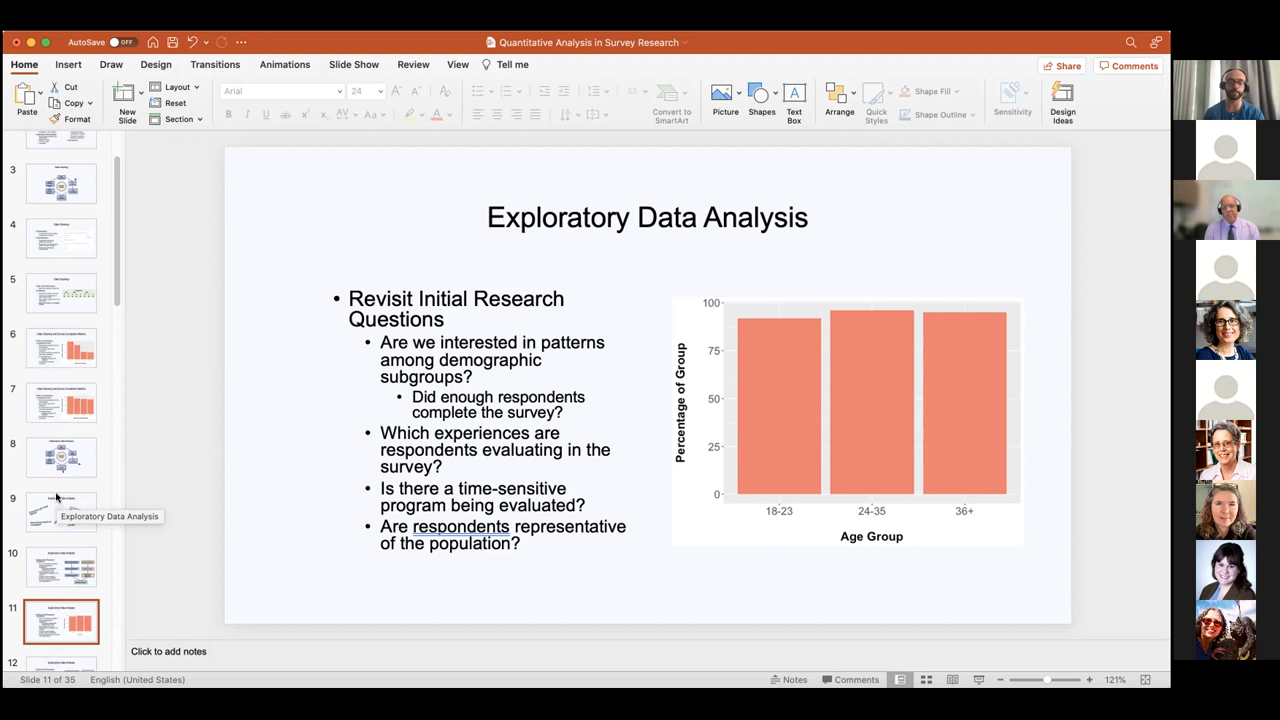 AutoSave OFF
Quantitative Analysis in Survey Research
Home Insert Draw Design Transitions Animations Slide Show Review View Tell me
Share Comments
Paste
Cut
Copy
Format
New
Slide
Layout
Reset
Section
Arial 24
B I U
Convert to
SmartArt
Picture
Shapes
Text
Box
Arrange
Quick
Styles
Shape Fill
Shape Outline
Sensitivity
Design
Ideas
3
4
5
6
7
8
9
10
11
12
Exploratory Data Analysis
Exploratory Data Analysis
• Revisit Initial Research
Questions
• Are we interested in patterns
among demographic
subgroups?
• Did enough respondents
complete the survey?
• Which experiences are
respondents evaluating in the
survey?
• Is there a time-sensitive
program being evaluated?
• Are respondents representative
of the population?
Percentage of Group
100
75
50
25
0
18-23 24-35 36+
Age Group
Click to add notes
Slide 11 of 35 English (United States) Notes Comments 121%